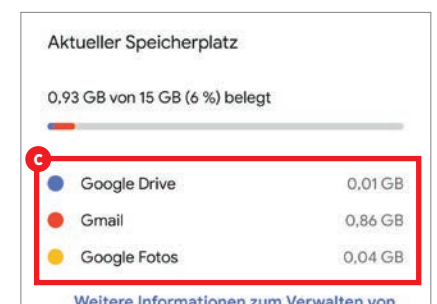 Aktueller Speicherplatz
0,93 GB von 15 GB (6 %) belegt
C
Google Drive 0,01 GB
Gmail 0,86 GB
Google Fotos 0,04 GB
Weitere Informationen zum Verwalten von